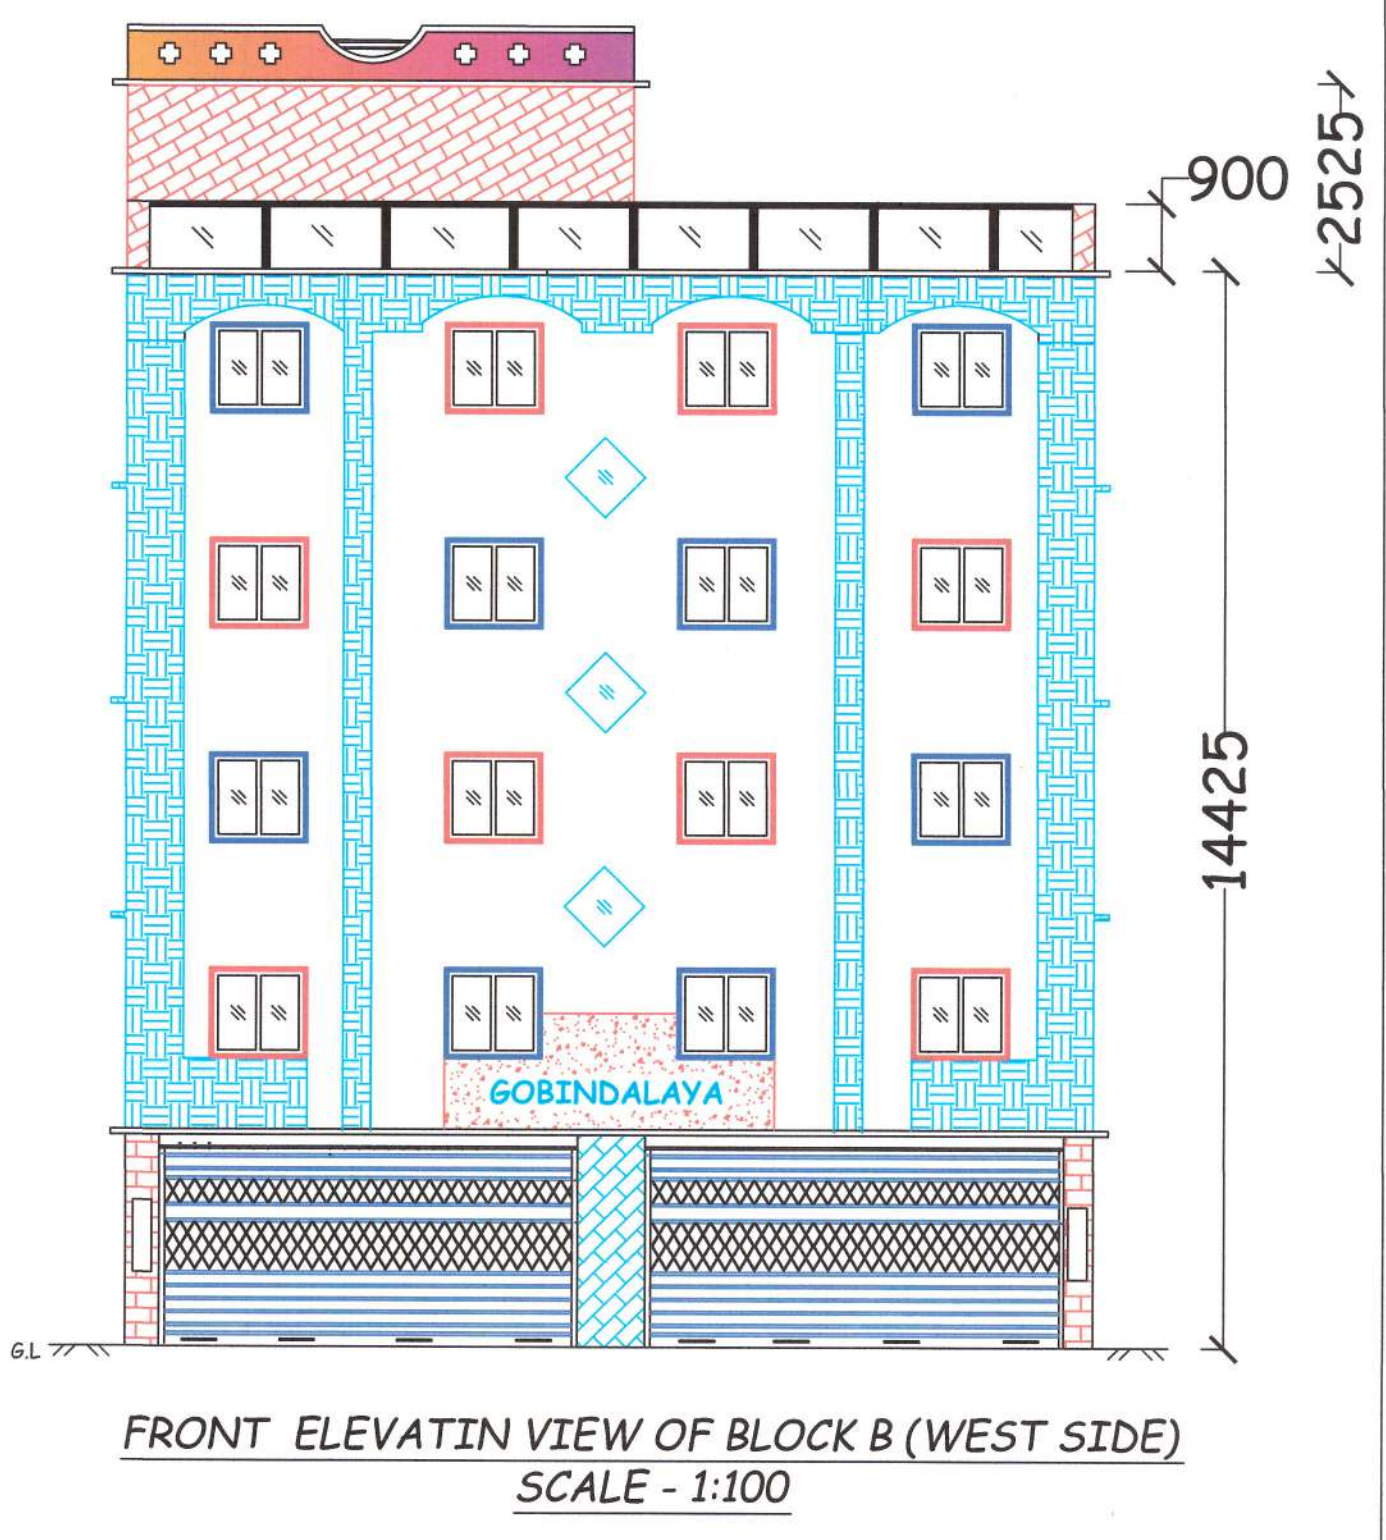 900
2525
14425
GOBINDALAYA
G.L
FRONT ELEVATIN VIEW OF BLOCK B (WEST SIDE)
SCALE - 1:100